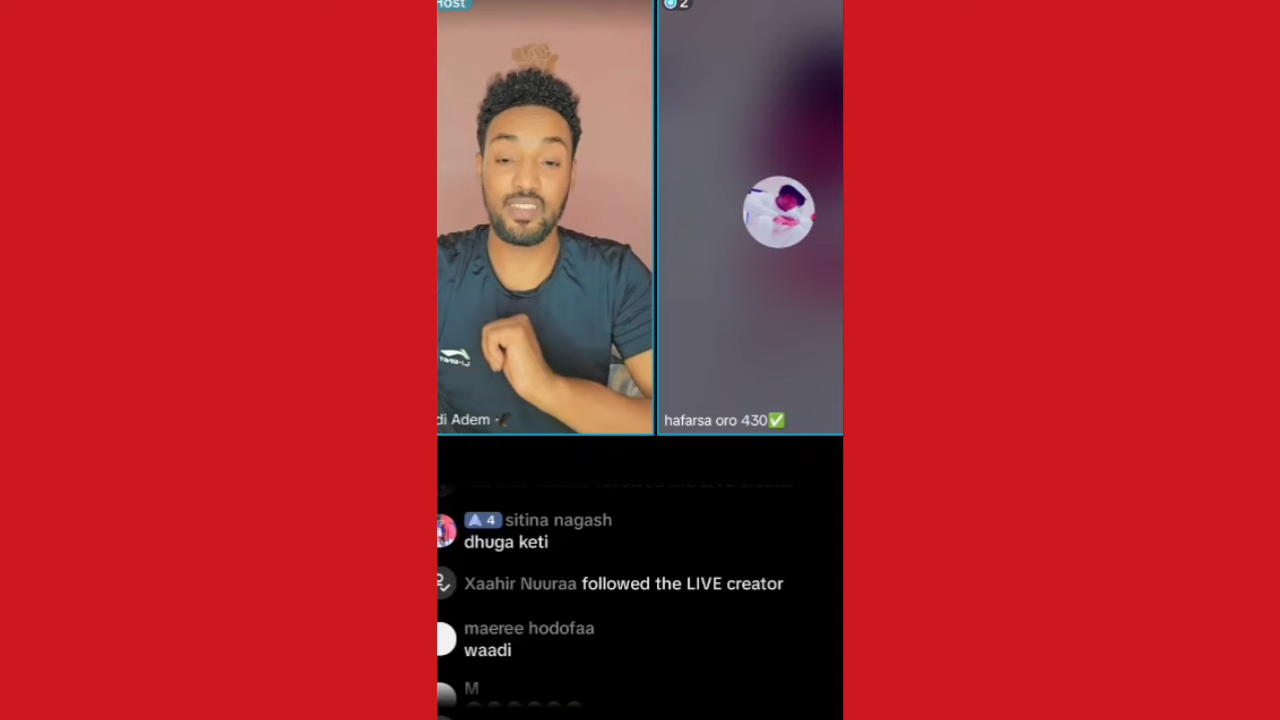 Host
2
di Adem
hafarsa oro 430✅
4 sitina nagash
dhuga keti
Xaahir Nuuraa followed the LIVE creator
maeree hodofaa
waadi
M